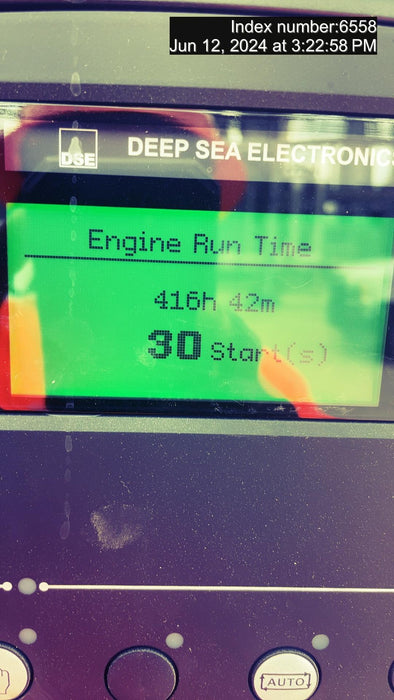 Index number:6558
Jun 12, 2024 at 3:22:58 PM
DSE DEEP SEA ELECTRONICS
Engine Run Time
416h 42m
30 Start(s)
AUTO